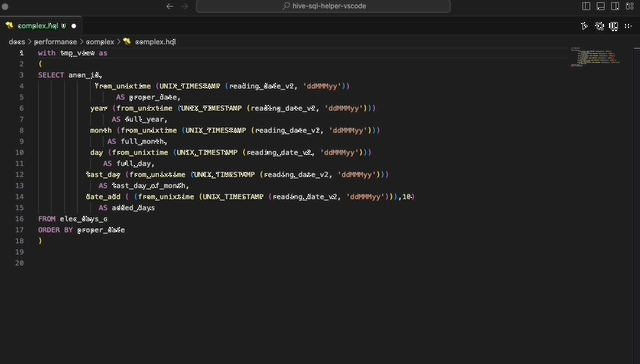 hive-sql-helper-vscode
complex.hql
docs > performance > complex > complex.hql
1 with tmp_view as
2 (
3 SELECT anon_id,
4 from_unixtime (UNIX_TIMESTAMP (reading_date_v2, 'ddMMMyy'))
5 AS proper_date,
6 year (from_unixtime (UNIX_TIMESTAMP (reading_date_v2, 'ddMMMyy')))
7 AS full_year,
8 month (from_unixtime (UNIX_TIMESTAMP (reading_date_v2, 'ddMMMyy')))
9 AS full_month,
10 day (from_unixtime (UNIX_TIMESTAMP (reading_date_v2, 'ddMMMyy')))
11 AS full_day,
12 last_day (from_unixtime (UNIX_TIMESTAMP (reading_date_v2, 'ddMMMyy')))
13 AS last_day_of_month,
14 date_add ( (from_unixtime (UNIX_TIMESTAMP (reading_date_v2, 'ddMMMyy'))),10)
15 AS added_days
16 FROM elec_days_c
17 ORDER BY proper_date
18 )
19
20